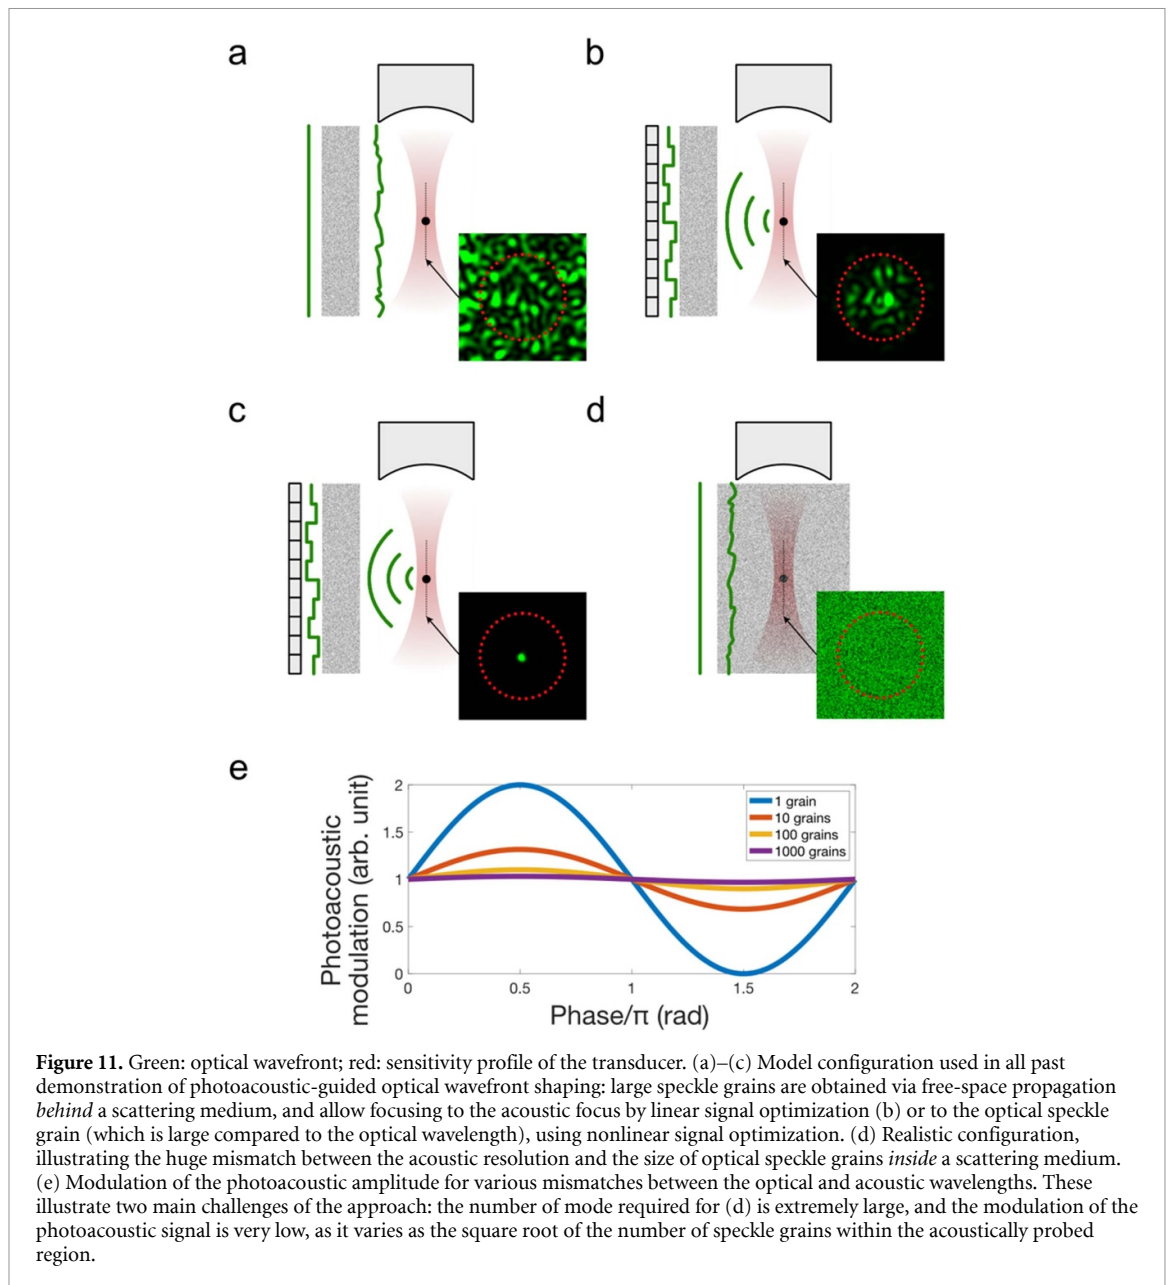 a
b
c
d
e
Photoacoustic
modulation (arb. unit)
2
1.5
1
0.5
0
1 grain
10 grains
100 grains
1000 grains
0
0.5
1
1.5
2
Phase/π (rad)
Figure 11. Green: optical wavefront; red: sensitivity profile of the transducer. (a)–(c) Model configuration used in all past
demonstration of photoacoustic-guided optical wavefront shaping: large speckle grains are obtained via free-space propagation
behind a scattering medium, and allow focusing to the acoustic focus by linear signal optimization (b) or to the optical speckle
grain (which is large compared to the optical wavelength), using nonlinear signal optimization. (d) Realistic configuration,
illustrating the huge mismatch between the acoustic resolution and the size of optical speckle grains inside a scattering medium.
(e) Modulation of the photoacoustic amplitude for various mismatches between the optical and acoustic wavelengths. These
illustrate two main challenges of the approach: the number of mode required for (d) is extremely large, and the modulation of the
photoacoustic signal is very low, as it varies as the square root of the number of speckle grains within the acoustically probed
region.